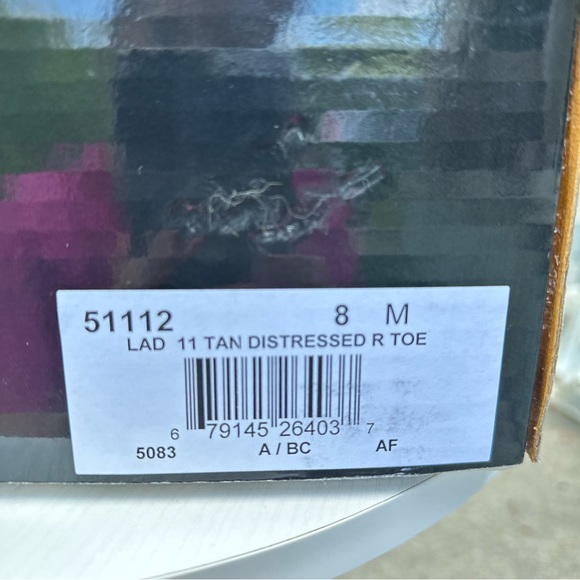 51112 8 M
LAD 11 TAN DISTRESSED R TOE
6 79145 26403 7
5083 A / BC AF